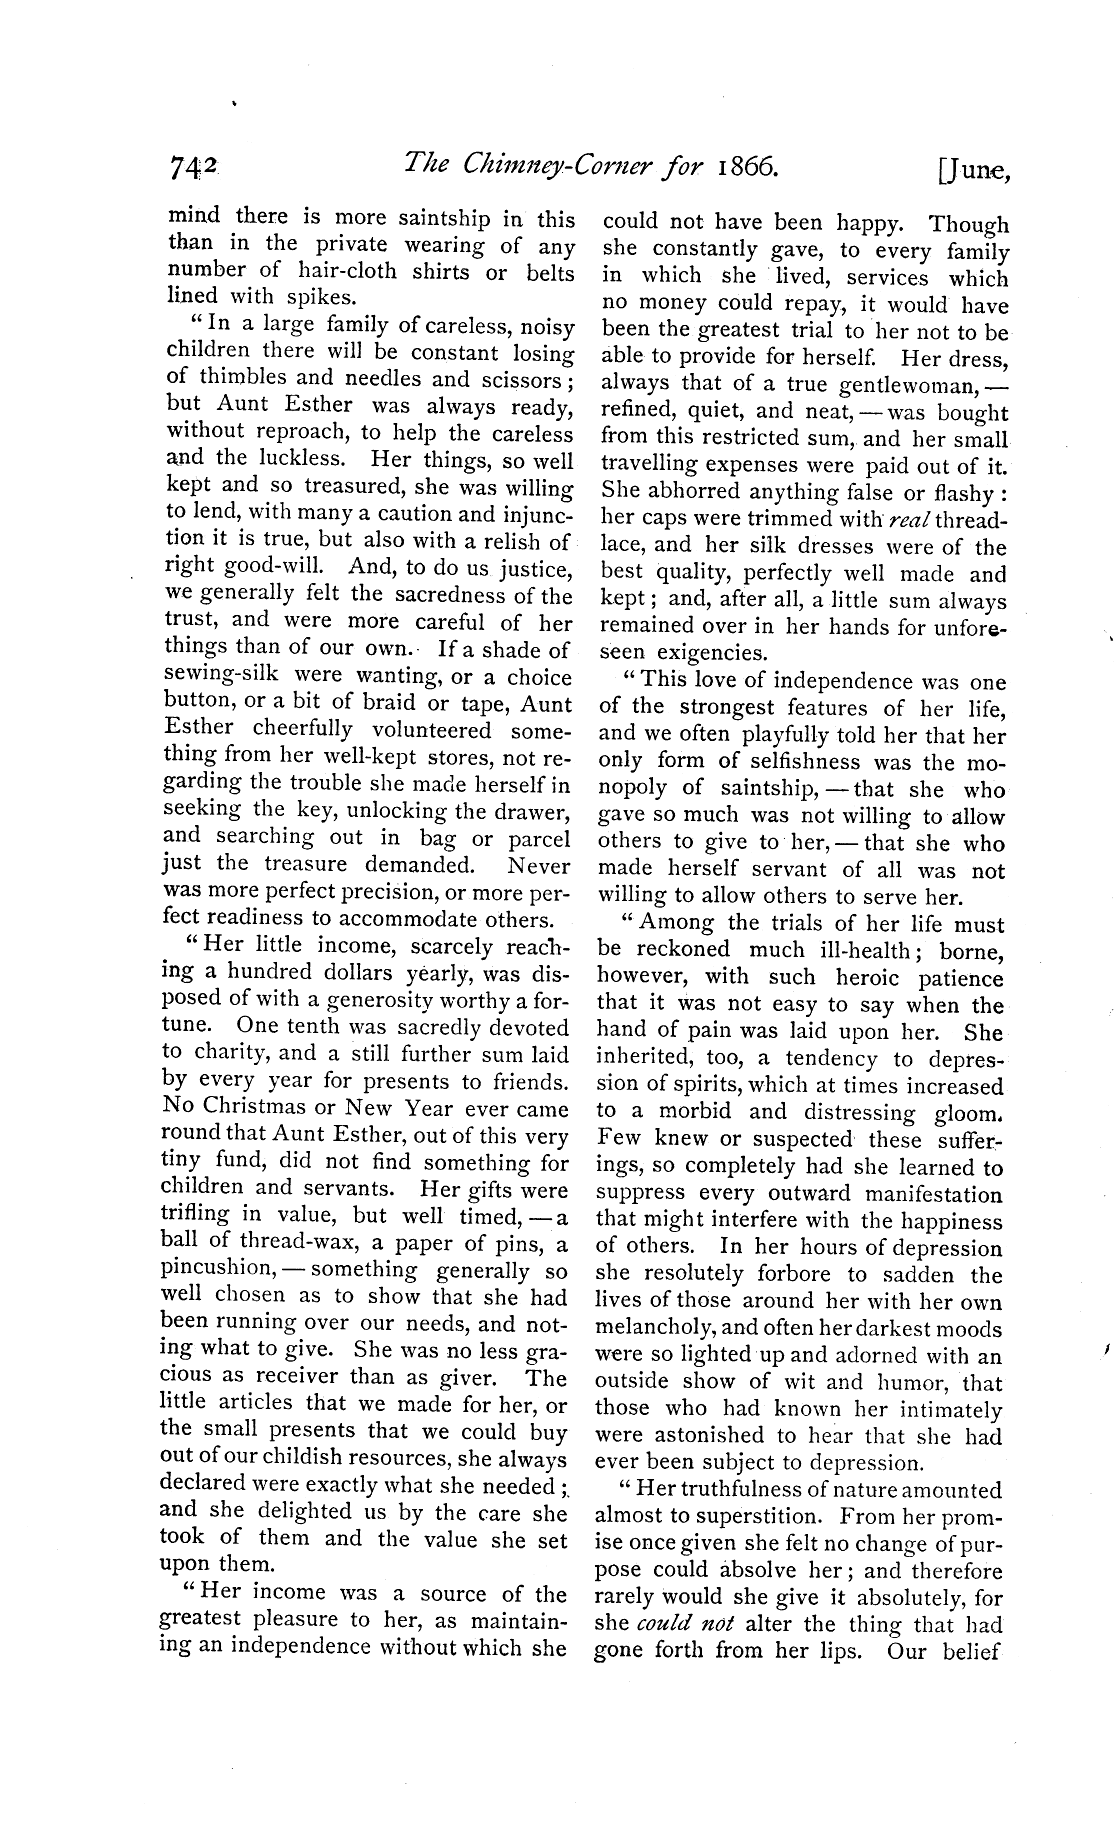 742 The Chimney-Corner for 1866. [June,
mind there is more saintship in this
than in the private wearing of any
number of hair-cloth shirts or belts
lined with spikes.
“In a large family of careless, noisy
children there will be constant losing
of thimbles and needles and scissors;
but Aunt Esther was always ready,
without reproach, to help the careless
and the luckless. Her things, so well
kept and so treasured, she was willing
to lend, with many a caution and injunc-
tion it is true, but also with a relish of
right good-will. And, to do us justice,
we generally felt the sacredness of the
trust, and were more careful of her
things than of our own. If a shade of
sewing-silk were wanting, or a choice
button, or a bit of braid or tape, Aunt
Esther cheerfully volunteered some-
thing from her well-kept stores, not re-
garding the trouble she made herself in
seeking the key, unlocking the drawer,
and searching out in bag or parcel
just the treasure demanded. Never
was more perfect precision, or more per-
fect readiness to accommodate others.
“Her little income, scarcely reach-
ing a hundred dollars yearly, was dis-
posed of with a generosity worthy a for-
tune. One tenth was sacredly devoted
to charity, and a still further sum laid
by every year for presents to friends.
No Christmas or New Year ever came
round that Aunt Esther, out of this very
tiny fund, did not find something for
children and servants. Her gifts were
trifling in value, but well timed, — a
ball of thread-wax, a paper of pins, a
pincushion, — something generally so
well chosen as to show that she had
been running over our needs, and not-
ing what to give. She was no less gra-
cious as receiver than as giver. The
little articles that we made for her, or
the small presents that we could buy
out of our childish resources, she always
declared were exactly what she needed;
and she delighted us by the care she
took of them and the value she set
upon them.
“Her income was a source of the
greatest pleasure to her, as maintain-
ing an independence without which she
could not have been happy. Though
she constantly gave, to every family
in which she lived, services which
no money could repay, it would have
been the greatest trial to her not to be
able to provide for herself. Her dress,
always that of a true gentlewoman, —
refined, quiet, and neat, — was bought
from this restricted sum, and her small
travelling expenses were paid out of it.
She abhorred anything false or flashy:
her caps were trimmed with real thread-
lace, and her silk dresses were of the
best quality, perfectly well made and
kept; and, after all, a little sum always
remained over in her hands for unfore-
seen exigencies.
“This love of independence was one
of the strongest features of her life,
and we often playfully told her that her
only form of selfishness was the mo-
nopoly of saintship, — that she who
gave so much was not willing to allow
others to give to her, — that she who
made herself servant of all was not
willing to allow others to serve her.
“Among the trials of her life must
be reckoned much ill-health; borne,
however, with such heroic patience
that it was not easy to say when the
hand of pain was laid upon her. She
inherited, too, a tendency to depres-
sion of spirits, which at times increased
to a morbid and distressing gloom.
Few knew or suspected these suffer-
ings, so completely had she learned to
suppress every outward manifestation
that might interfere with the happiness
of others. In her hours of depression
she resolutely forbore to sadden the
lives of those around her with her own
melancholy, and often her darkest moods
were so lighted up and adorned with an
outside show of wit and humor, that
those who had known her intimately
were astonished to hear that she had
ever been subject to depression.
“Her truthfulness of nature amounted
almost to superstition. From her prom-
ise once given she felt no change of pur-
pose could absolve her; and therefore
rarely would she give it absolutely, for
she could not alter the thing that had
gone forth from her lips. Our belief